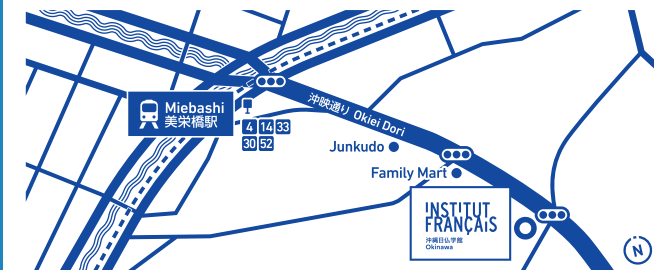 Miebashi
美栄橋駅
4 14 33
30 52
沖映通り Okiei Dori
Junkudo
Family Mart
INSTITUT
FRANÇAIS
沖縄日仏学館
Okinawa
N